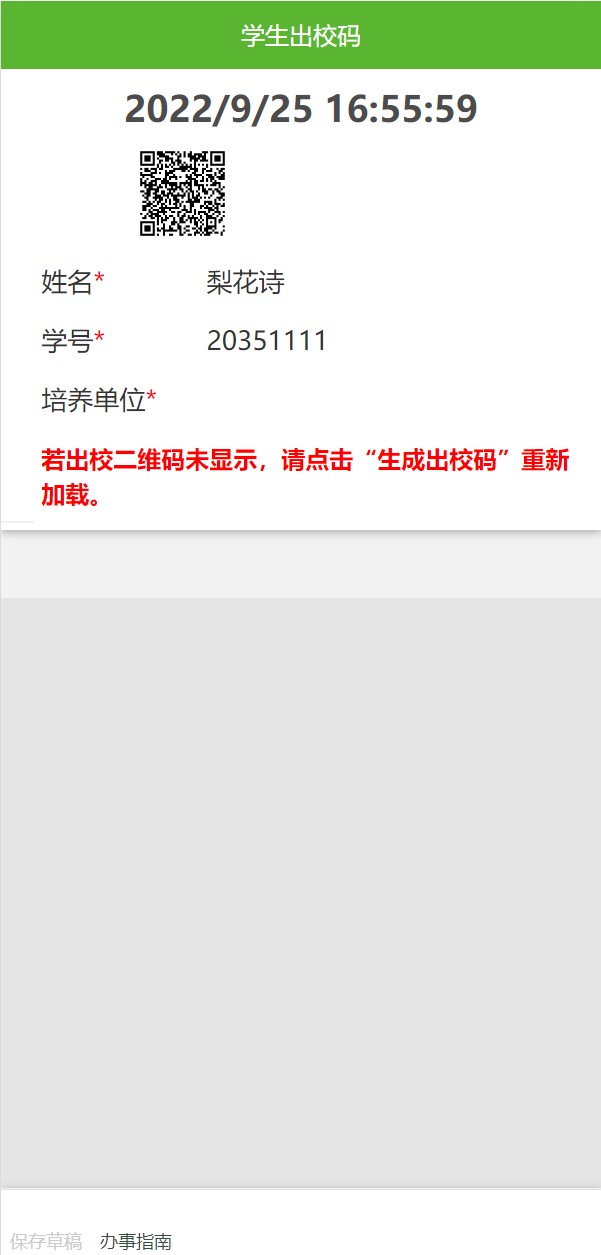 学生出校码
2022/9/25 16:55:59
姓名* 梨花诗
学号* 20351111
培养单位*
若出校二维码未显示，请点击“生成出校码”重新
加载。
保存草稿 办事指南